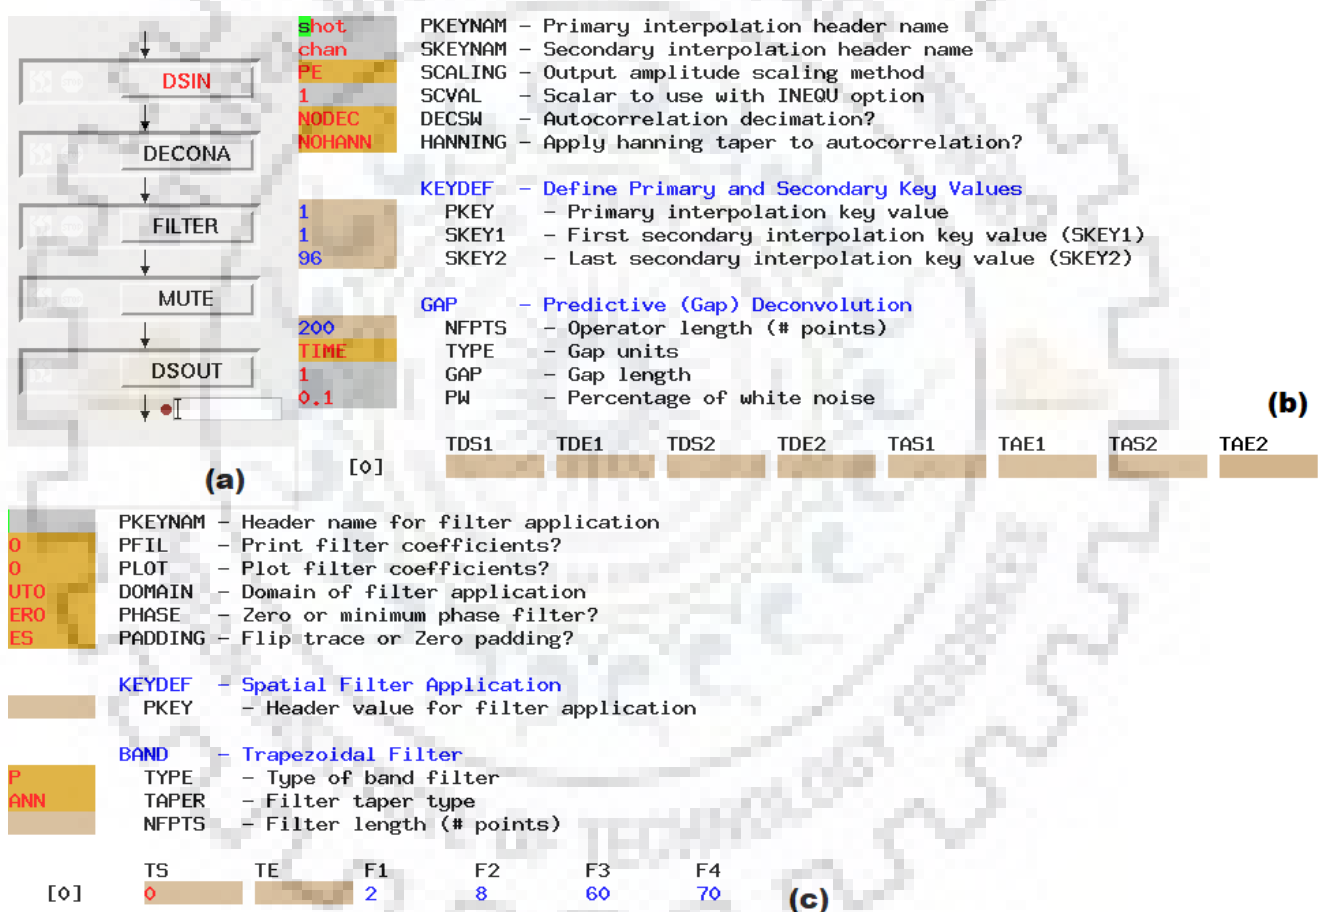 DSIN
DECONA
FILTER
MUTE
DSOUT
(a)
shot PKEYNAM - Primary interpolation header name
chan SKEYNAM - Secondary interpolation header name
PE SCALING - Output amplitude scaling method
1 SCVAL - Scalar to use with INEQU option
NODEC DECSW - Autocorrelation decimation?
NOHANN HANNING - Apply hanning taper to autocorrelation?
KEYDEF - Define Primary and Secondary Key Values
1 PKEY - Primary interpolation key value
1 SKEY1 - First secondary interpolation key value (SKEY1)
96 SKEY2 - Last secondary interpolation key value (SKEY2)
GAP - Predictive (Gap) Deconvolution
200 NFPTS - Operator length (# points)
TIME TYPE - Gap units
1 GAP - Gap length
0.1 PW - Percentage of white noise
(b)
TDS1 TDE1 TDS2 TDE2 TAS1 TAE1 TAS2 TAE2
[0]
PKEYNAM - Header name for filter application
O PFIL - Print filter coefficients?
O PLOT - Plot filter coefficients?
UTO DOMAIN - Domain of filter application
ERO PHASE - Zero or minimum phase filter?
ES PADDING - Flip trace or Zero padding?
KEYDEF - Spatial Filter Application
PKEY - Header value for filter application
BAND - Trapezoidal Filter
P TYPE - Type of band filter
ANN TAPER - Filter taper type
NFPTS - Filter length (# points)
TS TE F1 F2 F3 F4
[0] 0 2 8 60 70
(c)